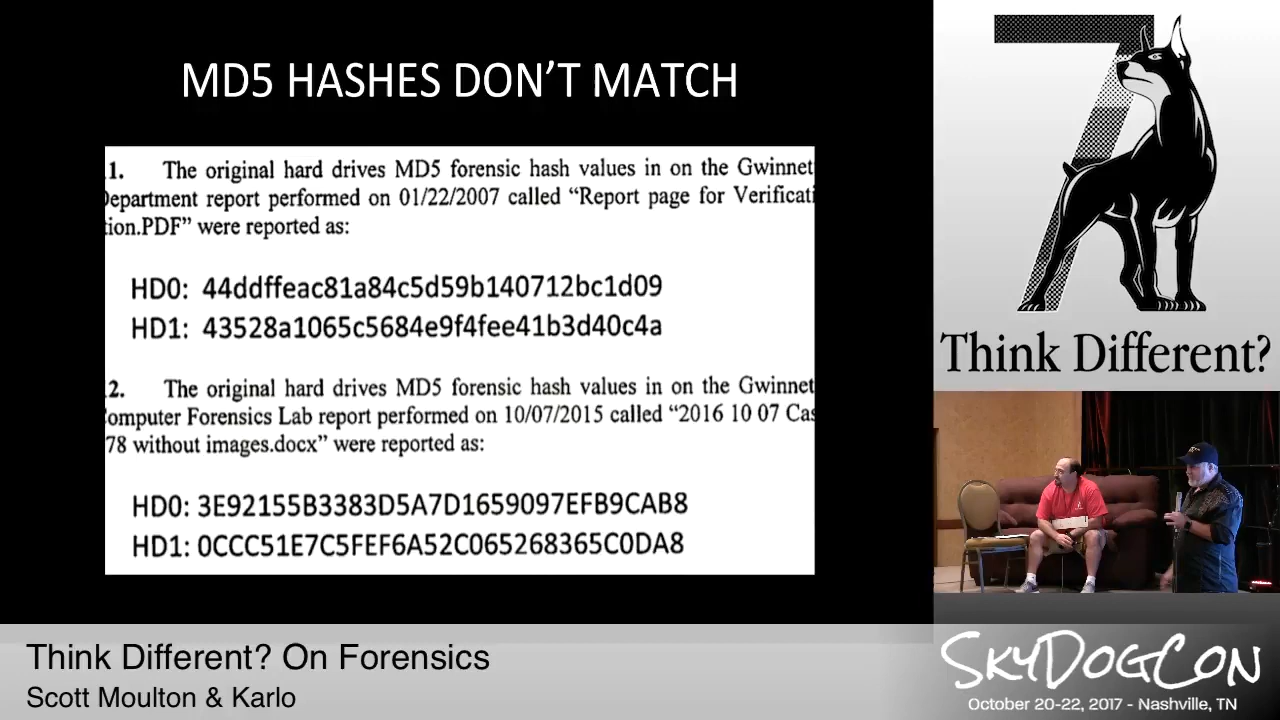 MD5 HASHES DON'T MATCH
.1. The original hard drives MD5 forensic hash values in on the Gwinnet
Department report performed on 01/22/2007 called “Report page for Verificati
tion.PDF” were reported as:
HD0: 44ddffeac81a84c5d59b140712bc1d09
HD1: 43528a1065c5684e9f4fee41b3d40c4a
.2. The original hard drives MD5 forensic hash values in on the Gwinnet
omputer Forensics Lab report performed on 10/07/2015 called “2016 10 07 Cas
78 without images.docx” were reported as:
HD0: 3E92155B3383D5A7D1659097EFB9CAB8
HD1: 0CCC51E7C5FEF6A52C065268365C0DA8
7
Think Different?
Think Different? On Forensics
Scott Moulton & Karlo
SKYDOGCON
October 20-22, 2017 - Nashville, TN